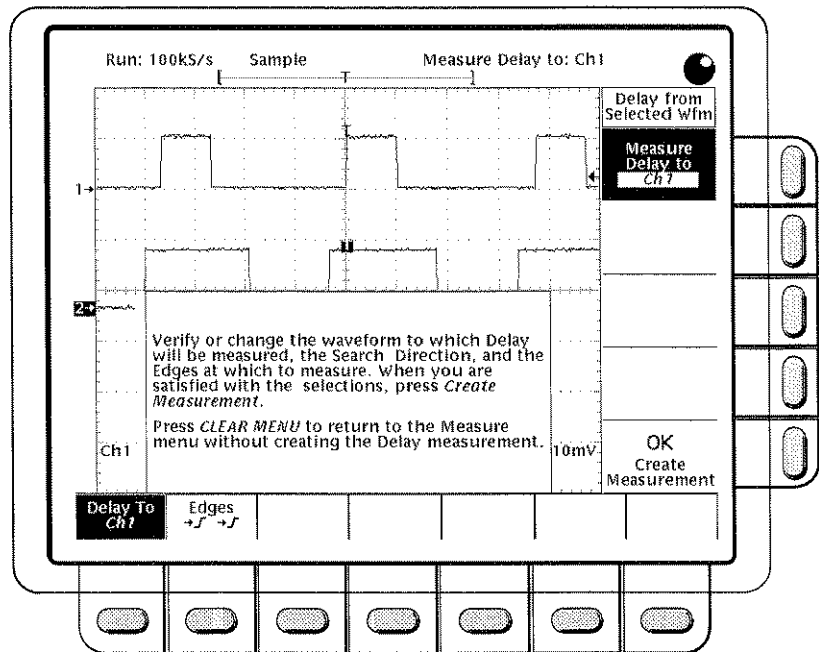 Run: 100kS/s Sample Measure Delay to: Ch1
T
Delay from
Selected Wfm
Measure
Delay to
Ch1
T
1→
T
2→
Verify or change the waveform to which Delay
will be measured, the Search Direction, and the
Edges at which to measure. When you are
satisfied with the selections, press Create
Measurement.
Press CLEAR MENU to return to the Measure
menu without creating the Delay measurement.
Ch1
10mV
OK
Create
Measurement
Delay To
Ch1
Edges